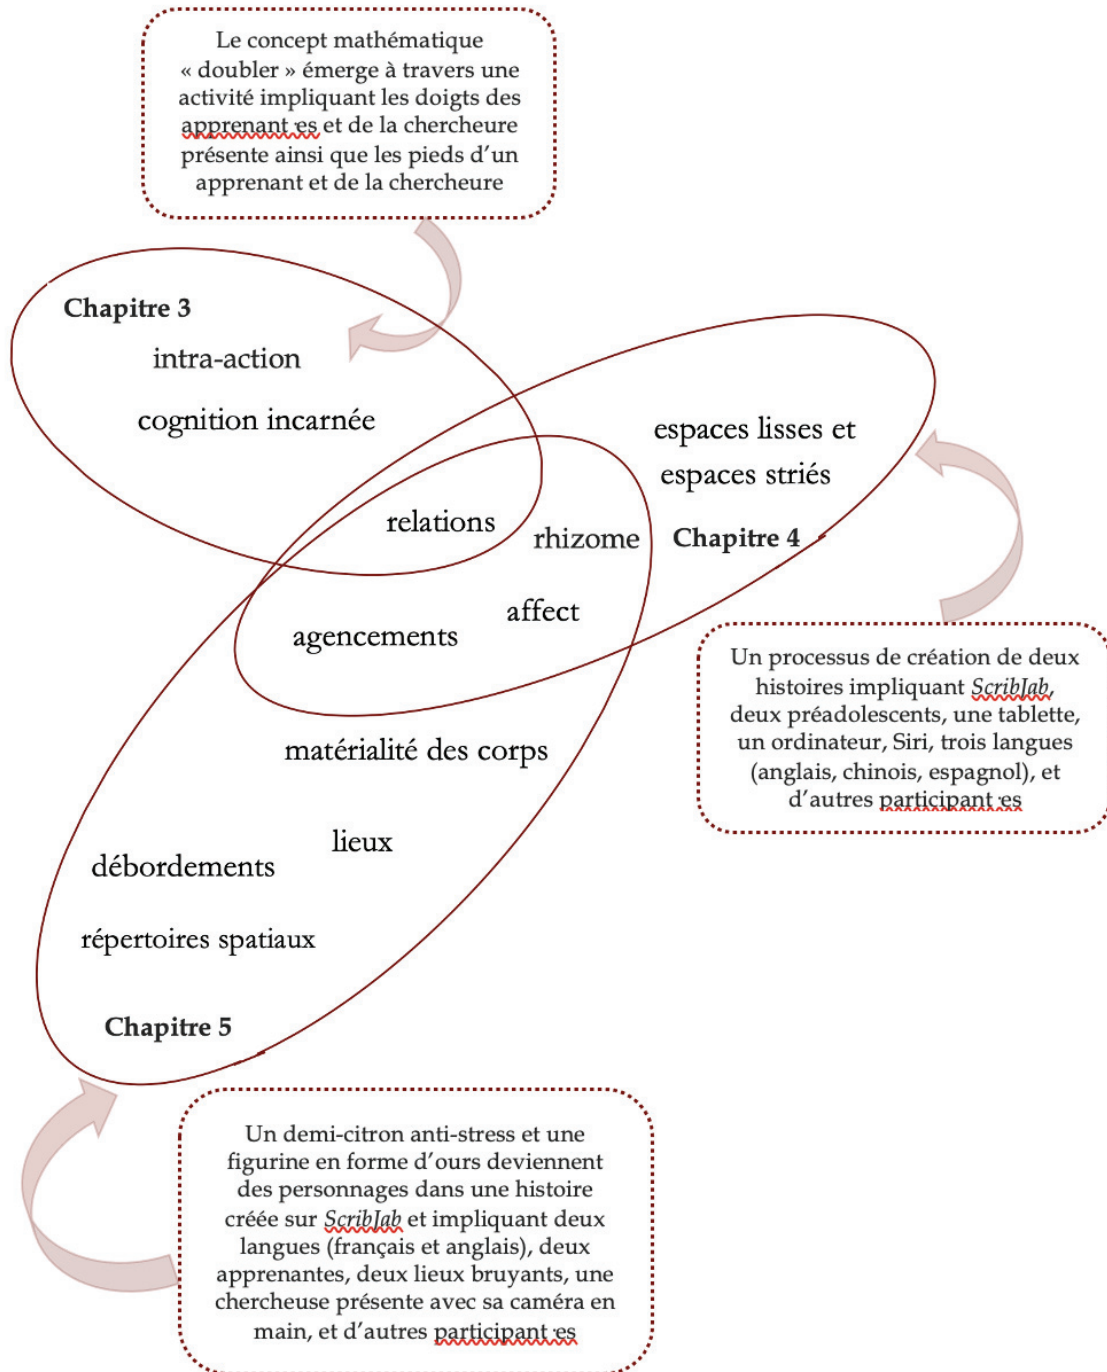 Le concept mathématique
« doubler » émerge à travers une
activité impliquant les doigts des
apprenant·es et de la chercheure
présente ainsi que les pieds d'un
apprenant et de la chercheure
Chapitre 3
intra-action
cognition incarnée
espaces lisses et
espaces striés
relations
rhizome
Chapitre 4
affect
agencements
Un processus de création de deux
histoires impliquant ScribJab,
deux préadolescents, une tablette,
un ordinateur, Siri, trois langues
(anglais, chinois, espagnol), et
d'autres participant·es
matérialité des corps
lieux
débordements
répertoires spatiaux
Chapitre 5
Un demi-citron anti-stress et une
figurine en forme d'ours deviennent
des personnages dans une histoire
créée sur ScribJab et impliquant deux
langues (français et anglais), deux
apprenantes, deux lieux bruyants, une
chercheuse présente avec sa caméra en
main, et d'autres participant·es